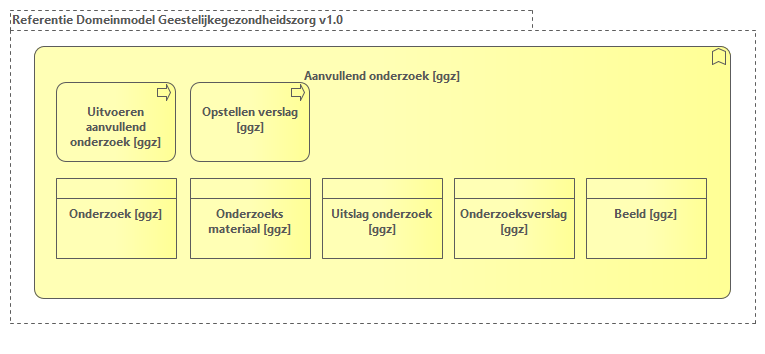 Referentie Domeinmodel Geestelijkegezondheidszorg v1.0
Aanvullend onderzoek [ggz]
Uitvoeren
aanvullend
onderzoek [ggz]
Opstellen verslag
[ggz]
Onderzoek [ggz]
Onderzoeks
materiaal [ggz]
Uitslag onderzoek
[ggz]
Onderzoeksverslag
[ggz]
Beeld [ggz]